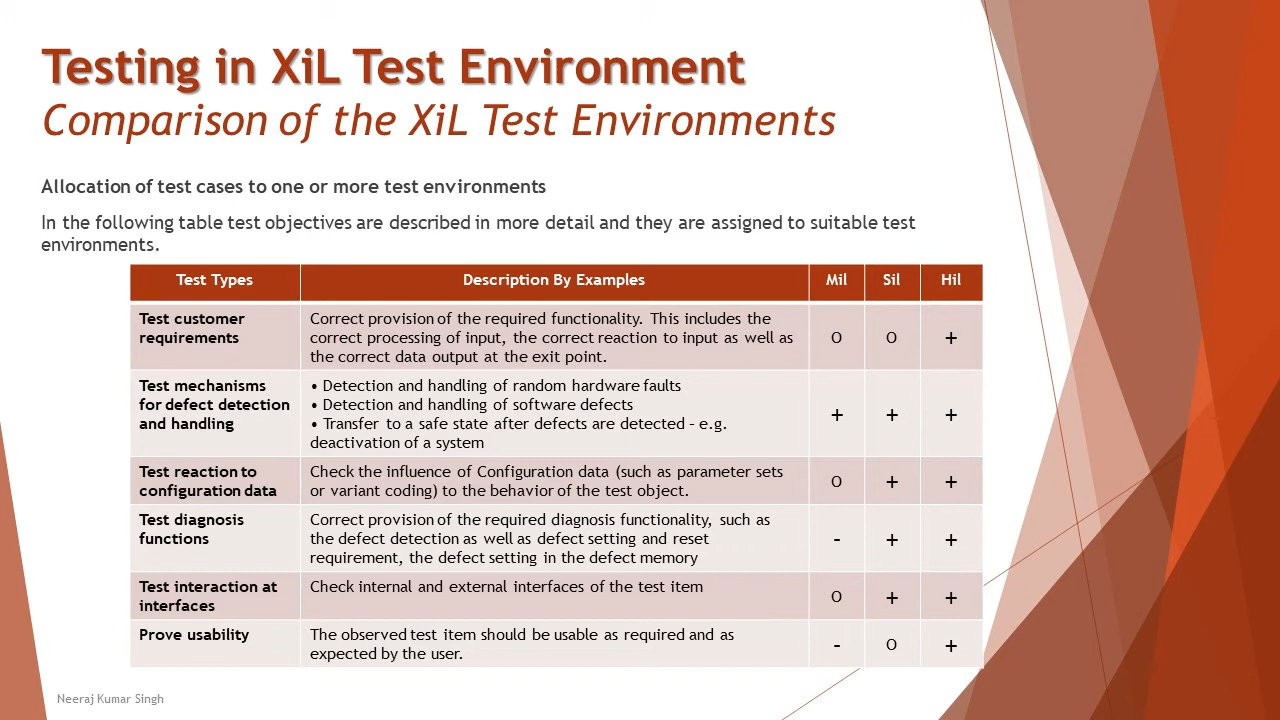 Testing in XiL Test Environment
Comparison of the XiL Test Environments
Allocation of test cases to one or more test environments
In the following table test objectives are described in more detail and they are assigned to suitable test
environments.
Test Types Description By Examples Mil Sil Hil
Test customer
requirements
Correct provision of the required functionality. This includes the
correct processing of input, the correct reaction to input as well as
the correct data output at the exit point.
O O +
Test mechanisms
for defect detection
and handling
• Detection and handling of random hardware faults
• Detection and handling of software defects
• Transfer to a safe state after defects are detected – e.g.
deactivation of a system
+ + +
Test reaction to
configuration data
Check the influence of Configuration data (such as parameter sets
or variant coding) to the behavior of the test object.
O + +
Test diagnosis
functions
Correct provision of the required diagnosis functionality, such as
the defect detection as well as defect setting and reset
requirement, the defect setting in the defect memory
- + +
Test interaction at
interfaces
Check internal and external interfaces of the test item
O + +
Prove usability
The observed test item should be usable as required and as
expected by the user.
- O +
Neeraj Kumar Singh